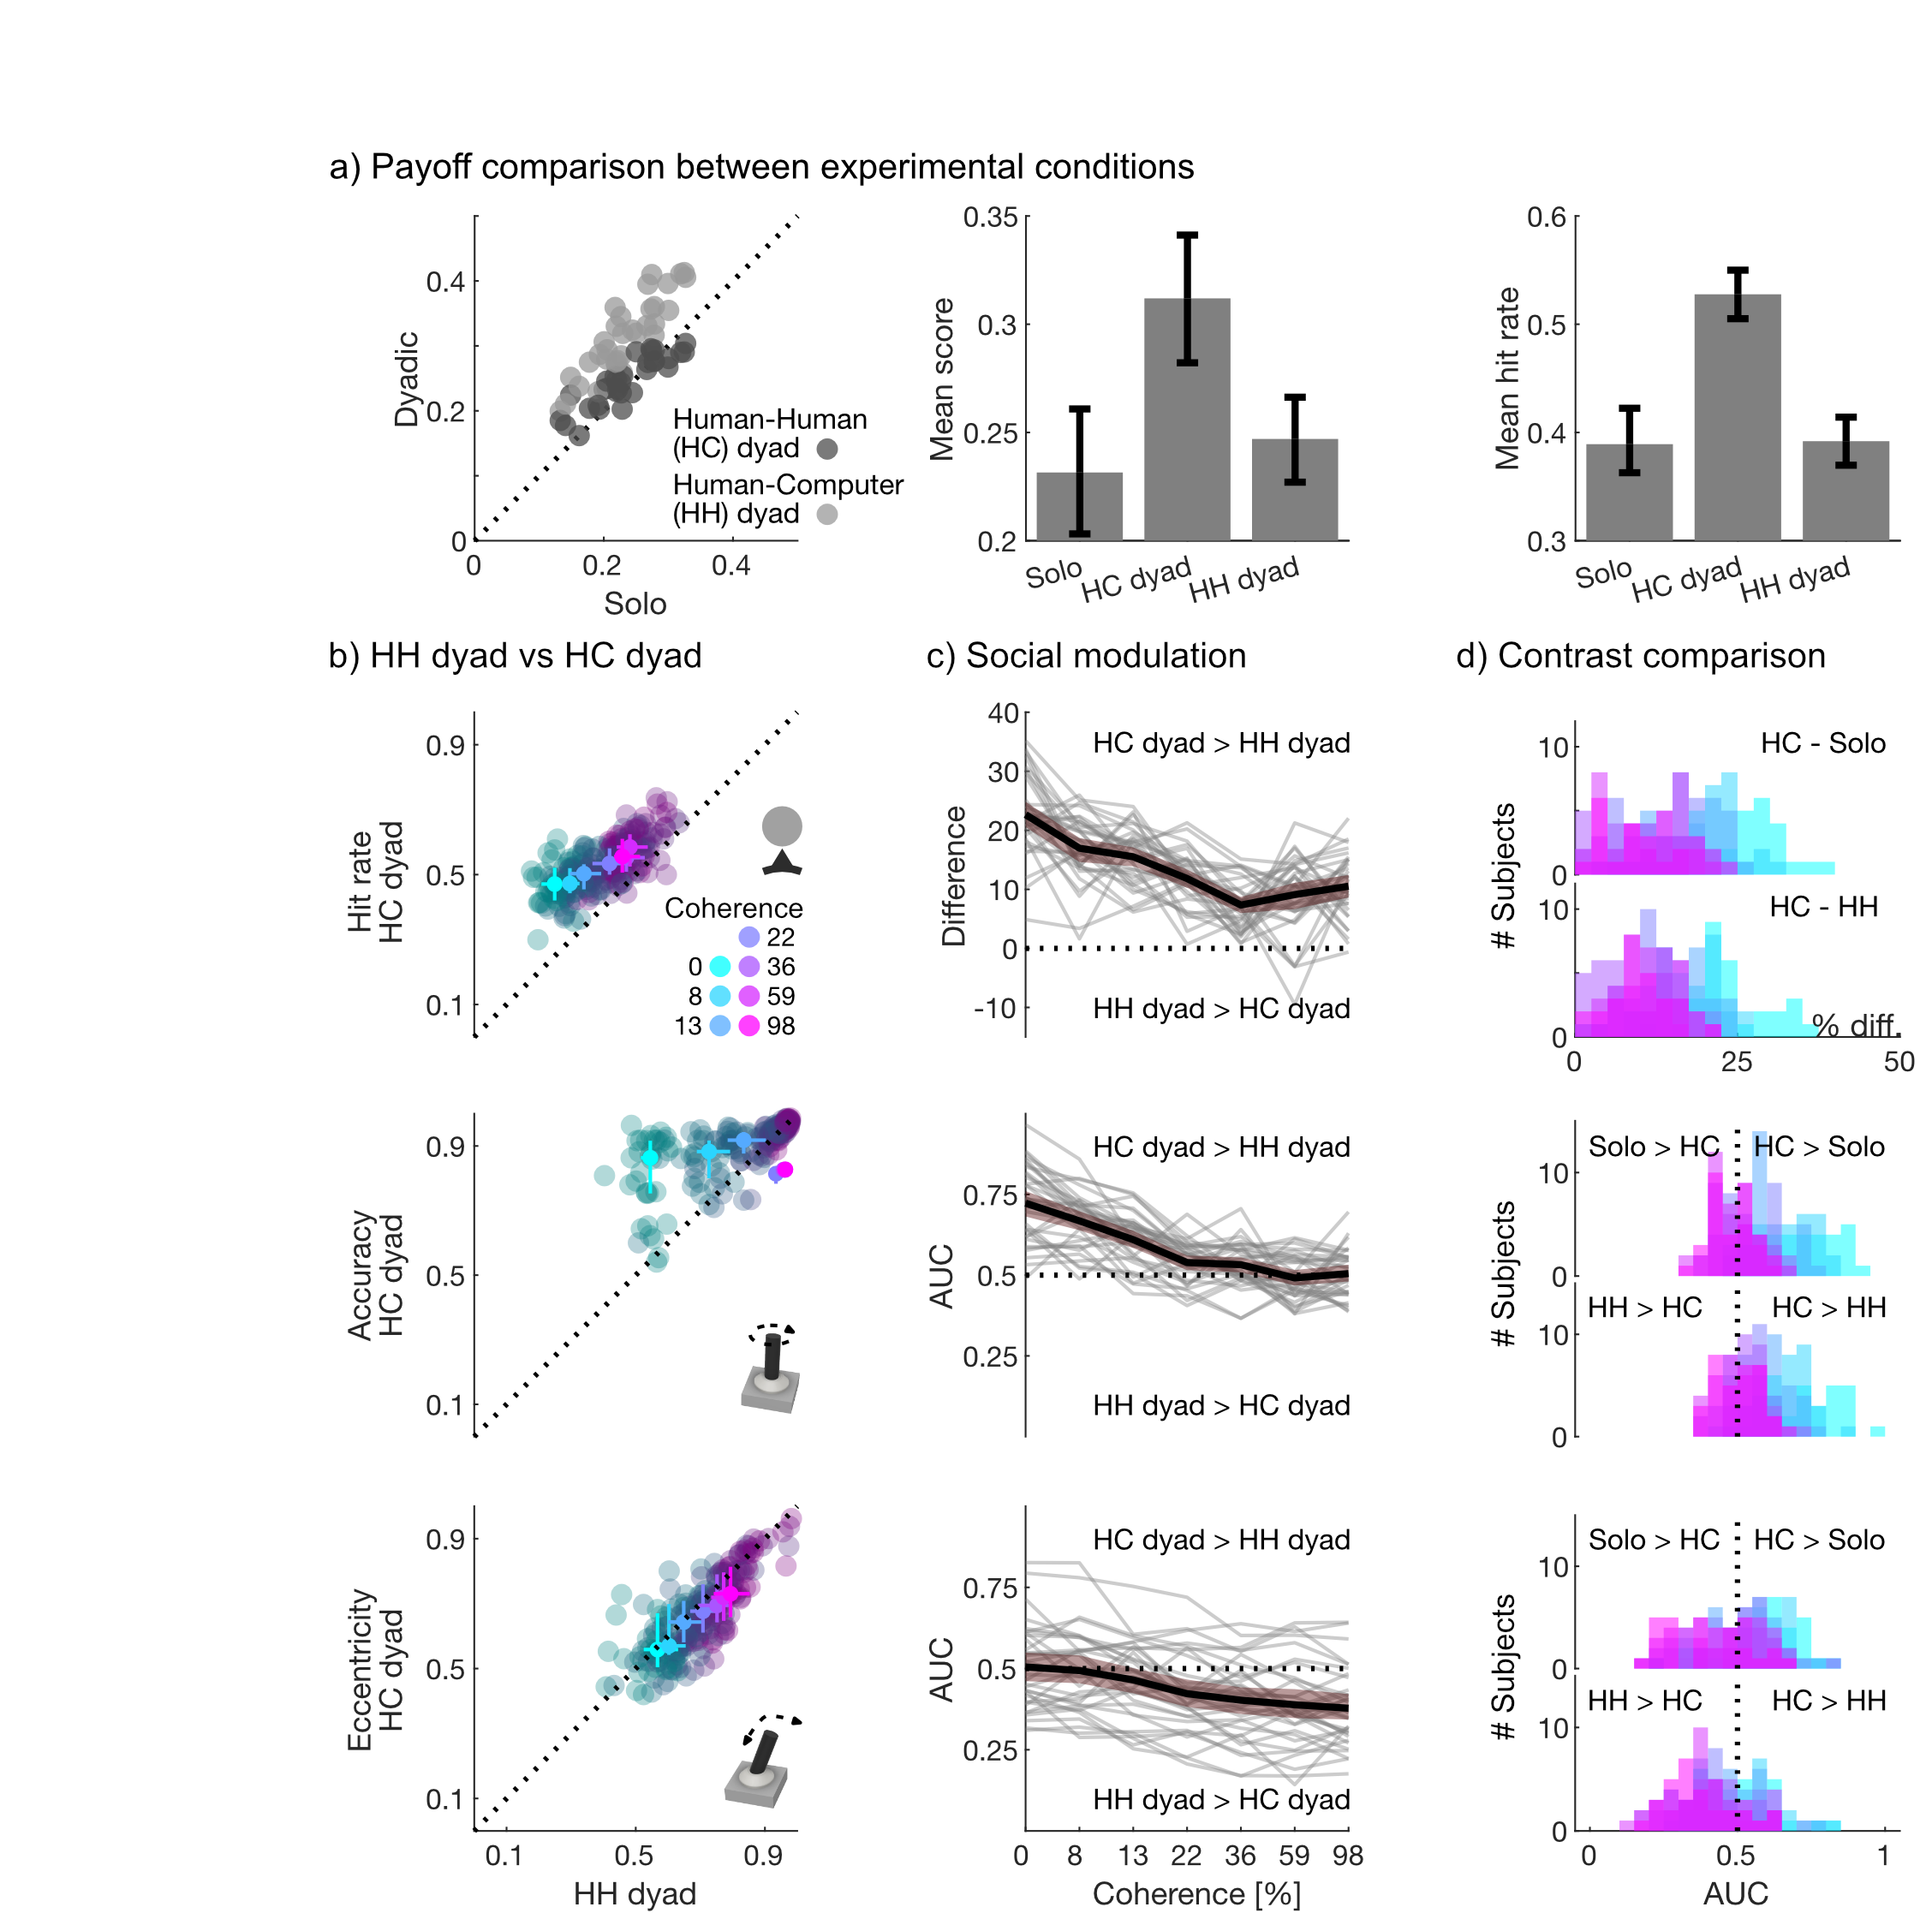 a) Payoff comparison between experimental conditions
0.4
0.2
0
0
0.2
0.4
Dyadic
Solo
Human-Human
(HC) dyad
Human-Computer
(HH) dyad
0.35
0.3
0.25
0.2
Mean score
Solo
HC dyad
HH dyad
0.6
0.5
0.4
0.3
Mean hit rate
Solo
HC dyad
HH dyad
b) HH dyad vs HC dyad
0.9
0.5
0.1
Hit rate
HC dyad
Coherence
22
0 36
8 59
13 98
0.9
0.5
0.1
Accuracy
HC dyad
0.9
0.5
0.1
Eccentricity
HC dyad
0.1
0.5
0.9
HH dyad
c) Social modulation
40
30
20
10
0
-10
Difference
HC dyad > HH dyad
HH dyad > HC dyad
0.75
0.5
0.25
AUC
HC dyad > HH dyad
HH dyad > HC dyad
0.75
0.5
0.25
AUC
HC dyad > HH dyad
HH dyad > HC dyad
0 8 13 22 36 59 98
Coherence [%]
d) Contrast comparison
10
0
HC - Solo
# Subjects
10
0
HC - HH
% diff.
0
25
50
Solo > HC
HC > Solo
10
0
# Subjects
HH > HC
HC > HH
10
0
Solo > HC
HC > Solo
10
0
# Subjects
HH > HC
HC > HH
10
0
0
0.5
1
AUC